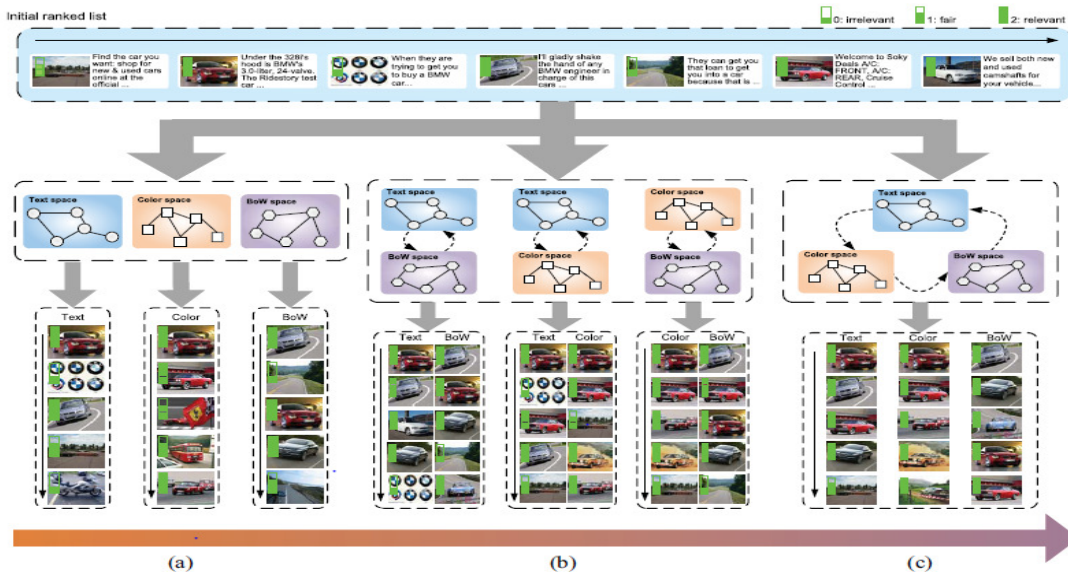 Initial ranked list
0: irrelevant
1: fair
2: relevant
Find the car you
want: shop for
new & used cars
online at the
official ...
Under the 328i's
hood is BMW's
3.0-liter, 24-valve.
The Ridestory test
car ...
When they are
trying to get you
to buy a BMW
car...
I'll gladly shake
the hand of any
BMW engineer in
charge of this
cars ...
They can get you
that loan to get
you into a car
because that is ...
Welcome to Soky
Deals A/C:
FRONT, A/C:
REAR, Cruise
Control ...
We sell both new
and used
camshafts for
your vehicle...
Text space
Color space
BoW space
Text space
Text space
Color space
BoW space
Color space
BoW space
Text space
Color space
BoW space
Text
Color
BoW
Text BoW
Text Color
Color BoW
Text Color BoW
(a)
(b)
(c)